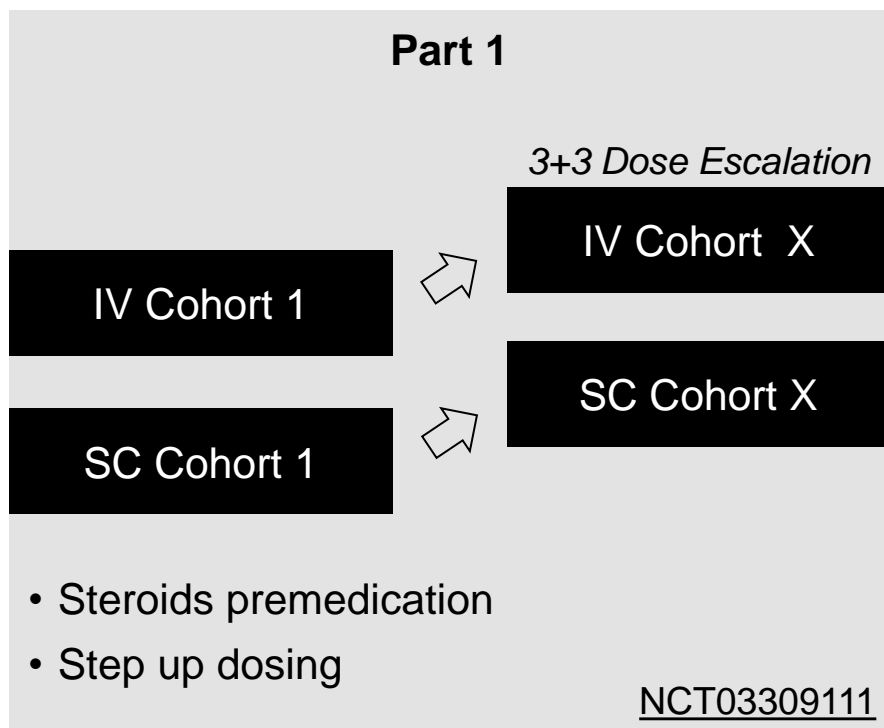 Part 1
3+3 Dose Escalation
IV Cohort X
IV Cohort 1
SC Cohort X
SC Cohort 1
• Steroids premedication
• Step up dosing
NCT03309111